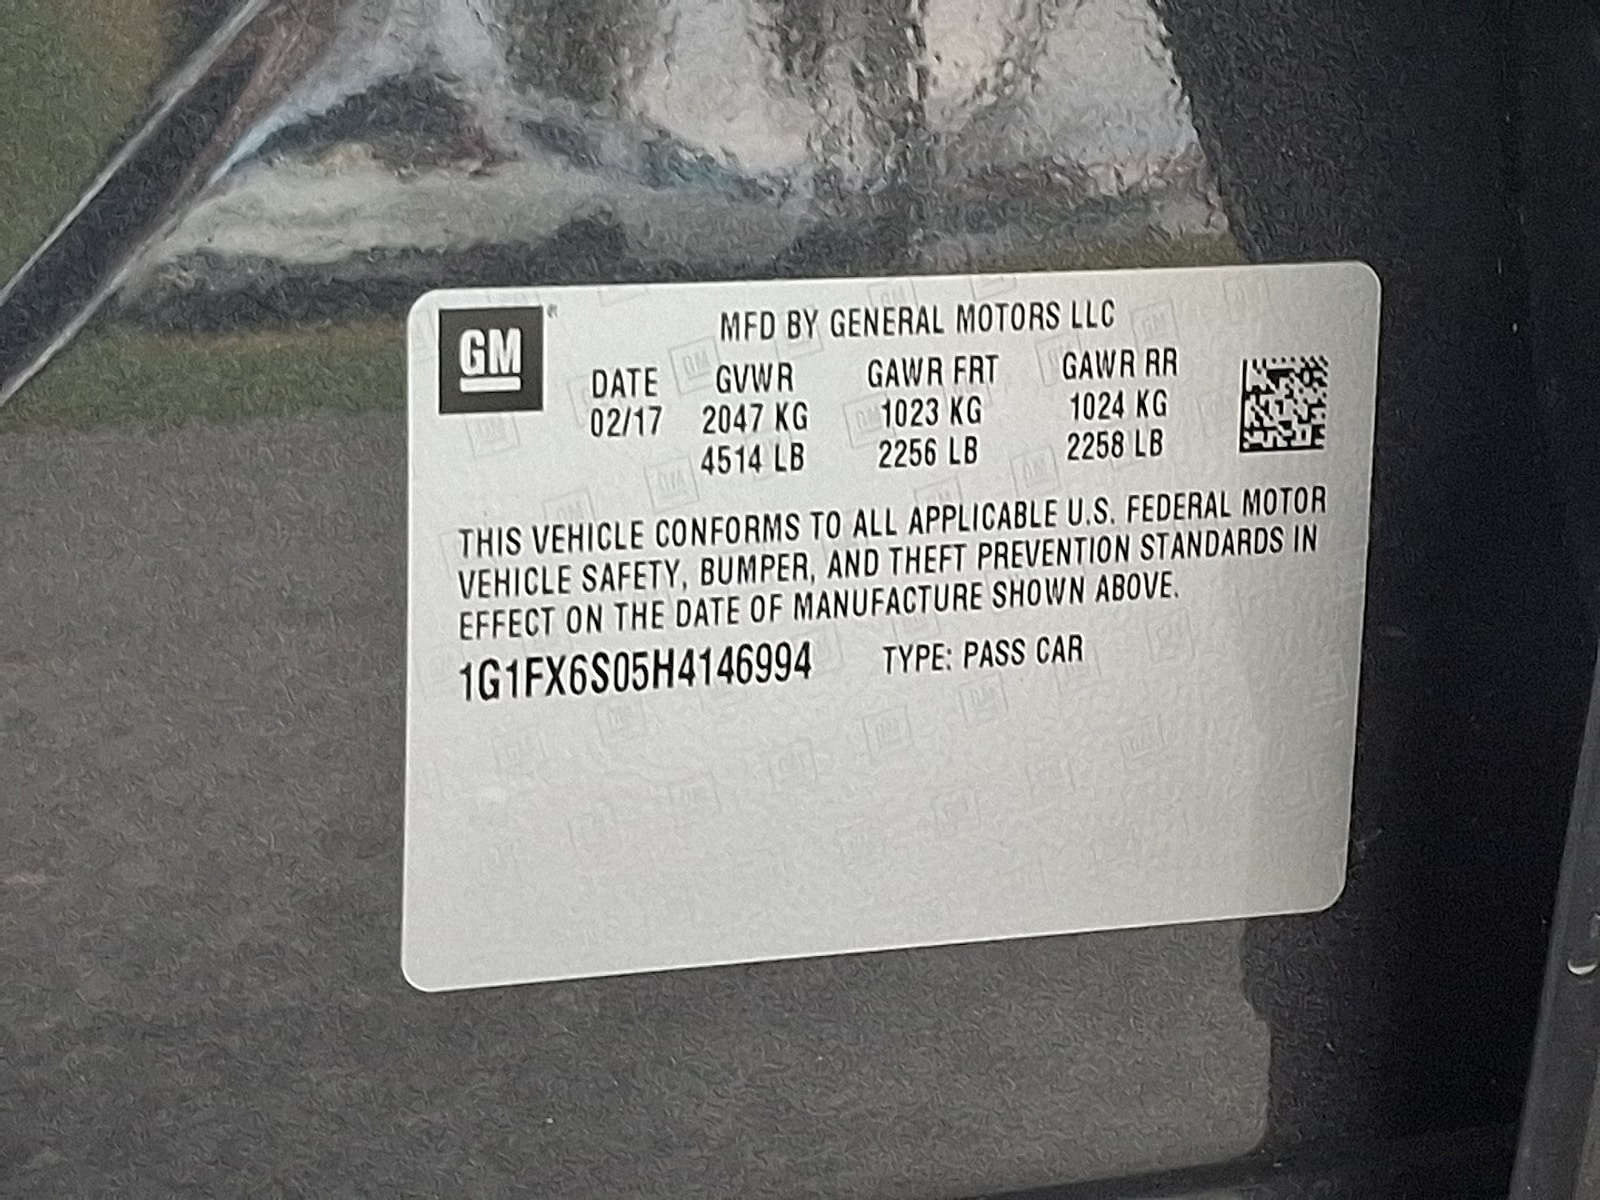 GM
MFD BY GENERAL MOTORS LLC
DATE GVWR GAWR FRT GAWR RR
02/17 2047 KG 1023 KG 1024 KG
4514 LB 2256 LB 2258 LB
THIS VEHICLE CONFORMS TO ALL APPLICABLE U.S. FEDERAL MOTOR
VEHICLE SAFETY, BUMPER, AND THEFT PREVENTION STANDARDS IN
EFFECT ON THE DATE OF MANUFACTURE SHOWN ABOVE.
1G1FX6S05H4146994 TYPE: PASS CAR